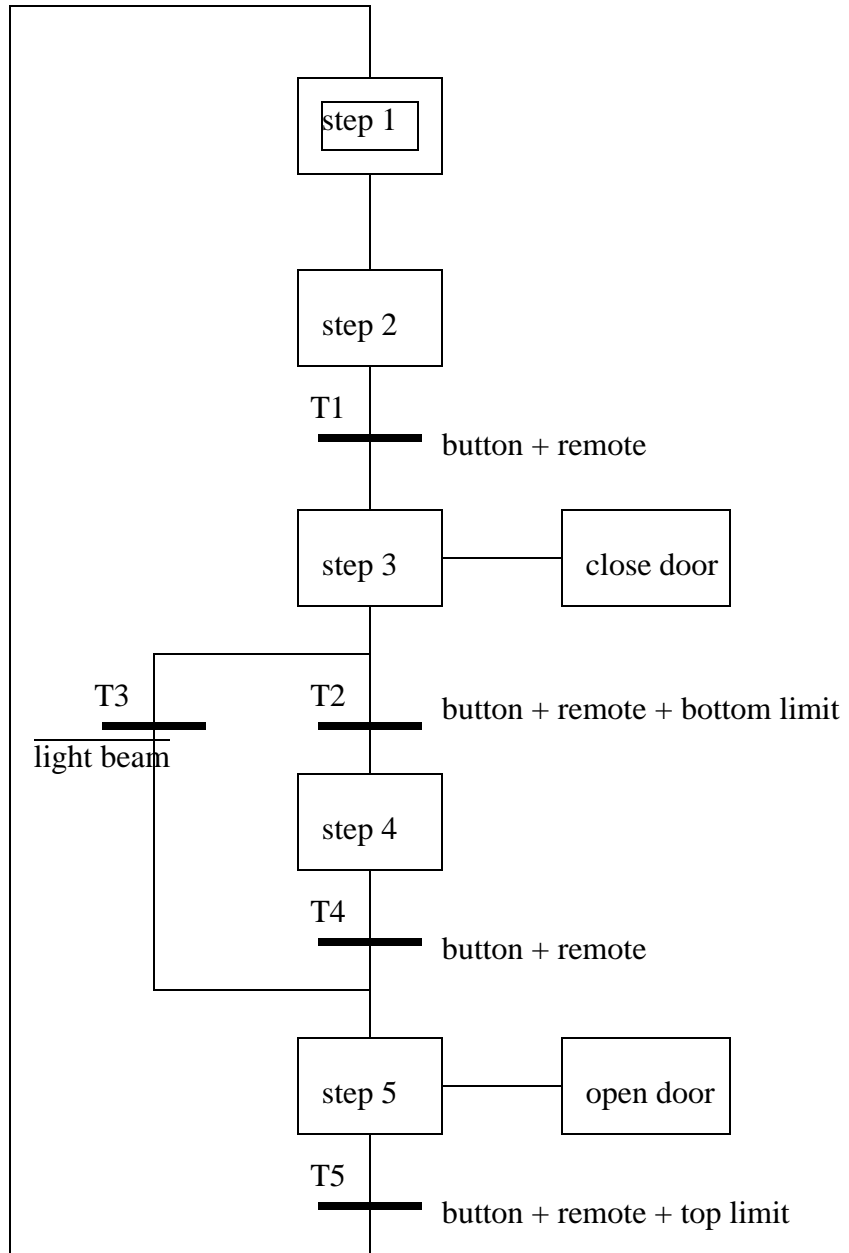 step 1
step 2
T1
button + remote
step 3
close door
T3
T2
button + remote + bottom limit
light beam
step 4
T4
button + remote
step 5
open door
T5
button + remote + top limit